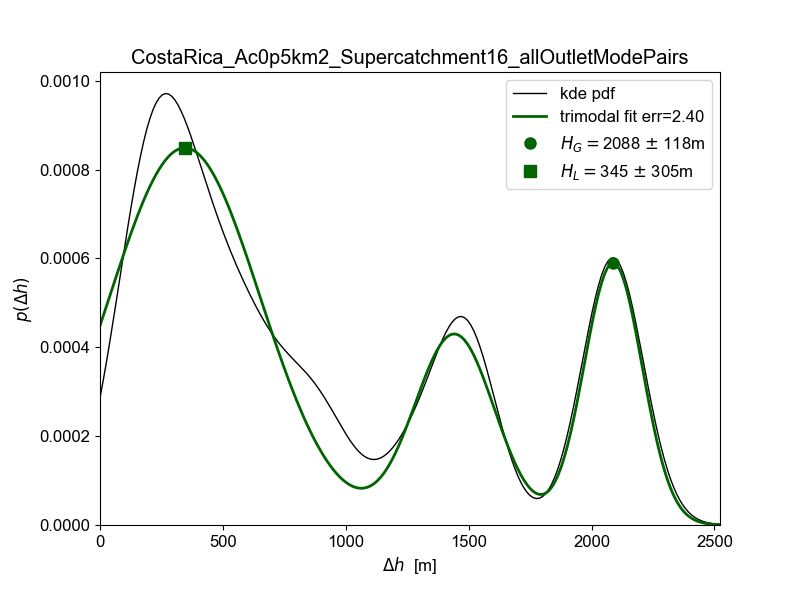 CostaRica_Ac0p5km2_Supercatchment16_allOutletModePairs
0.0010
0.0008
0.0006
0.0004
0.0002
0.0000
p(Δh)
kde pdf
trimodal fit err=2.40
H_G = 2088 ± 118m
H_L = 345 ± 305m
0 500 1000 1500 2000 2500
Δh [m]